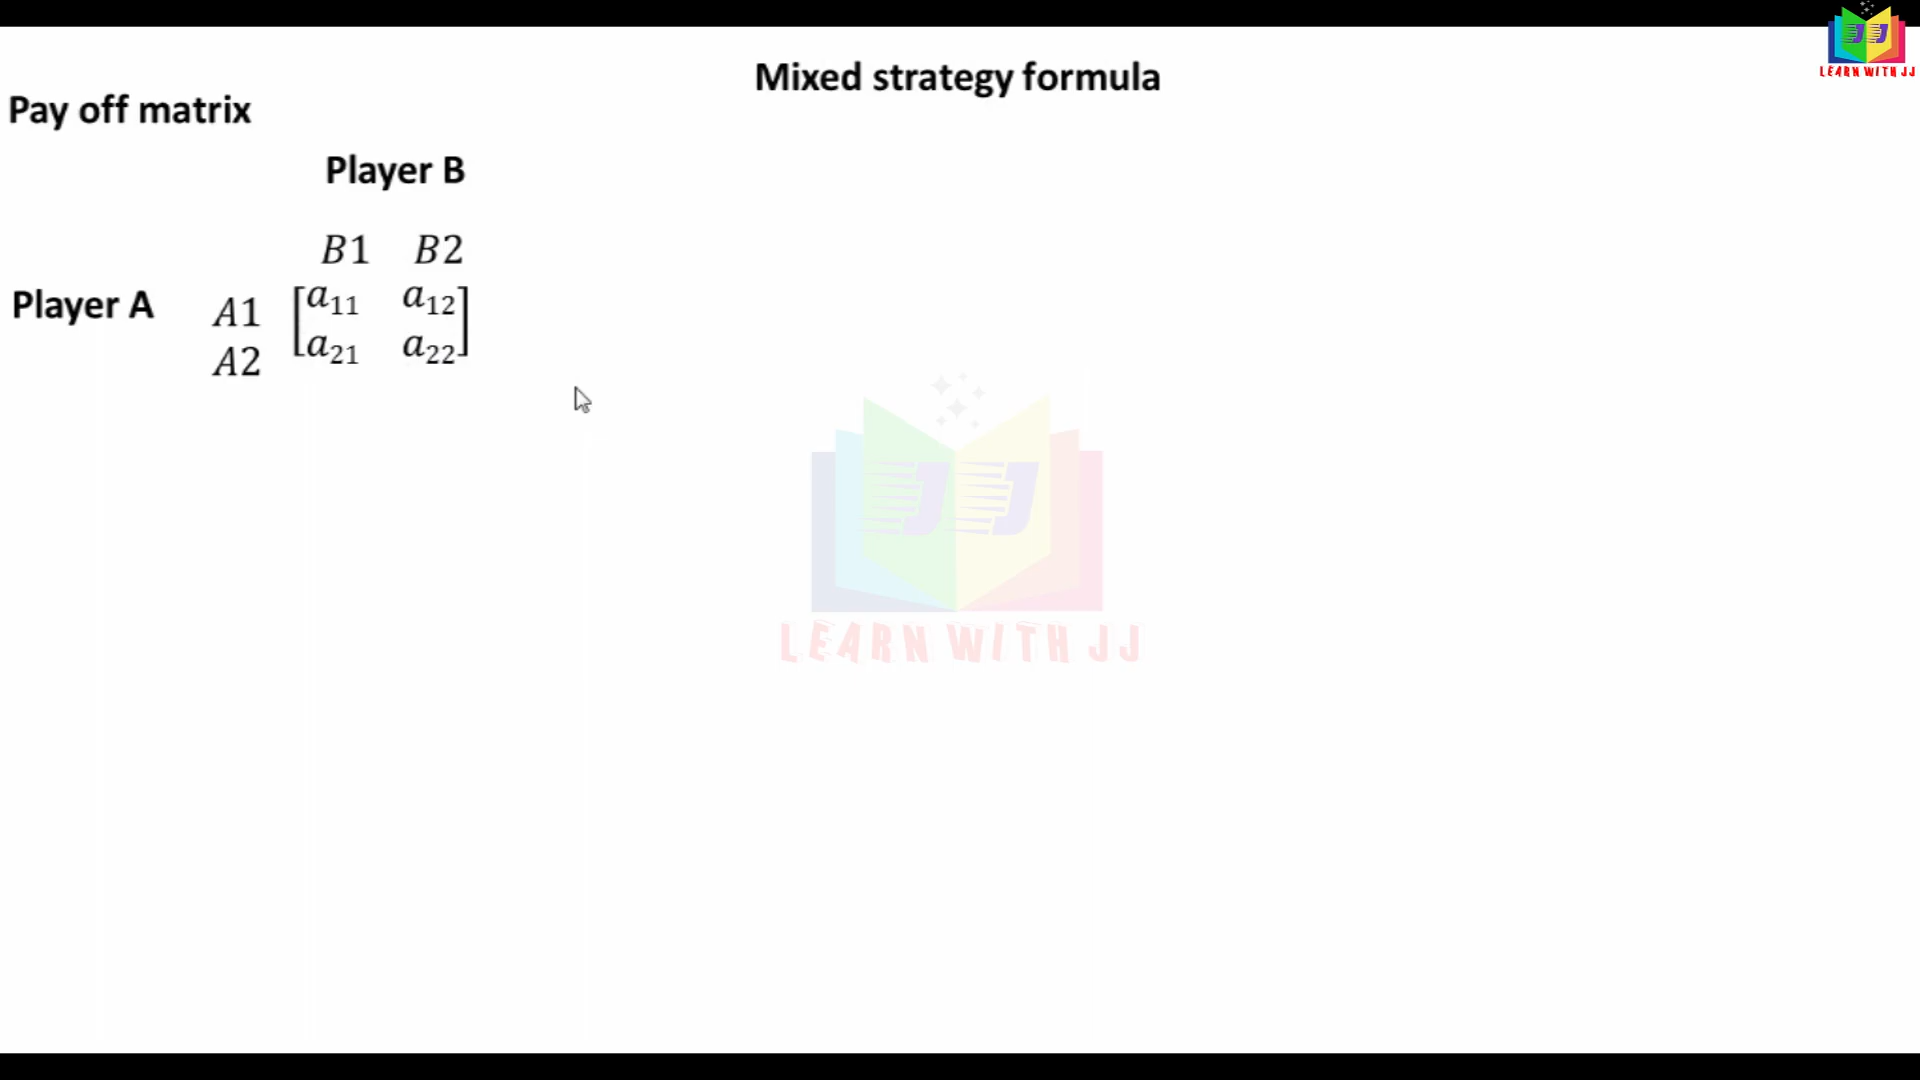 Mixed strategy formula
LEARN WITH JJ
Pay off matrix
Player B
B1 B2
Player A A1 [a₁₁ a₁₂
A2 a₂₁ a₂₂]
JJ
LEARN WITH JJ